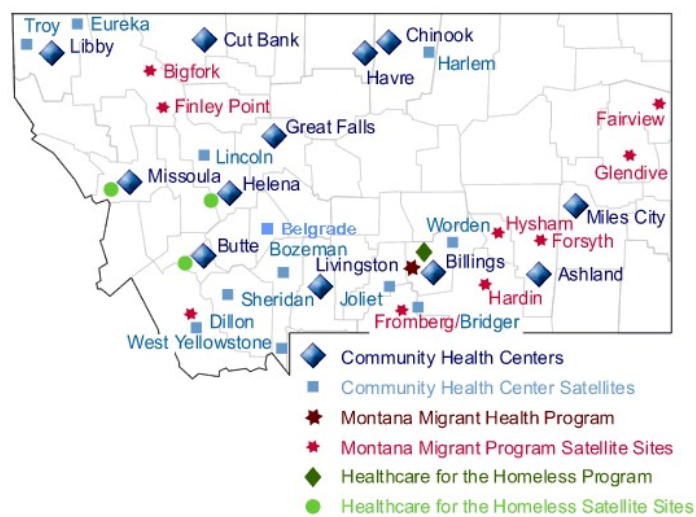 Troy
Eureka
Libby
Cut Bank
Chinook
Havre
Harlem
Bigfork
Finley Point
Fairview
Great Falls
Glendive
Lincoln
Missoula
Helena
Miles City
Belgrade
Worden
Hysham
Forsyth
Butte
Bozeman
Livingston
Billings
Ashland
Sheridan
Joliet
Hardin
Dillon
Fromberg/Bridger
West Yellowstone
Community Health Centers
Community Health Center Satellites
Montana Migrant Health Program
Montana Migrant Program Satellite Sites
Healthcare for the Homeless Program
Healthcare for the Homeless Satellite Sites